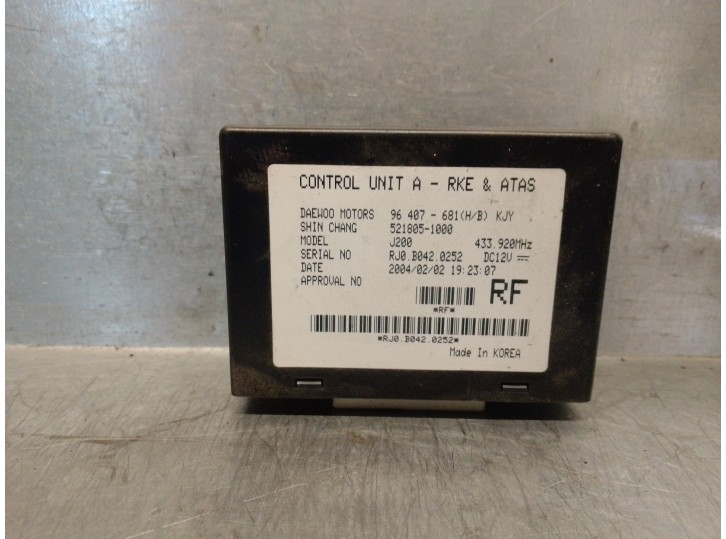 CONTROL UNIT A - RKE & ATAS
DAEWOO MOTORS 96 407 - 681(H/B) KJY
SHIN CHANG 521805-1000
MODEL J200 433.920MHz
SERIAL NO RJ0.B042.0252 DC12V ⎓
DATE 2004/02/02 19:23:07
APPROVAL NO
RF
*RF*
*RJ0.B042.0252*
Made In KOREA